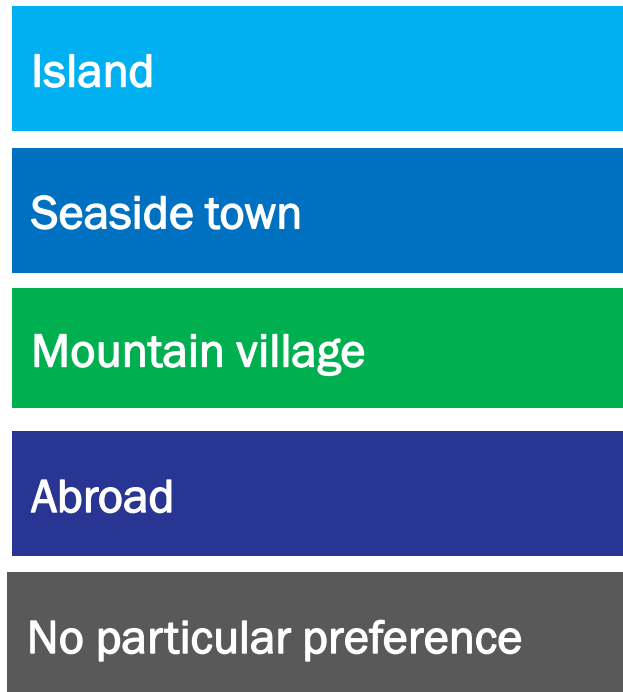 Island
Seaside town
Mountain village
Abroad
No particular preference